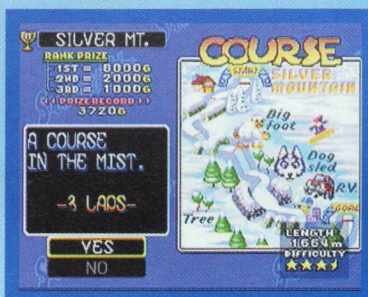 SILVER MT.
RANK PRIZE
1ST = 8000G
2ND = 2000G
3RD = 1000G
PRIZE RECORD
3720G
A COURSE
IN THE MIST.
-3 LAPS-
YES
NO
COURSE
START
SILVER
MOUNTAIN
Big
foot
Dog
sled
R.V.
GOAL
Tree
LENGTH
1664m
DIFFICULTY